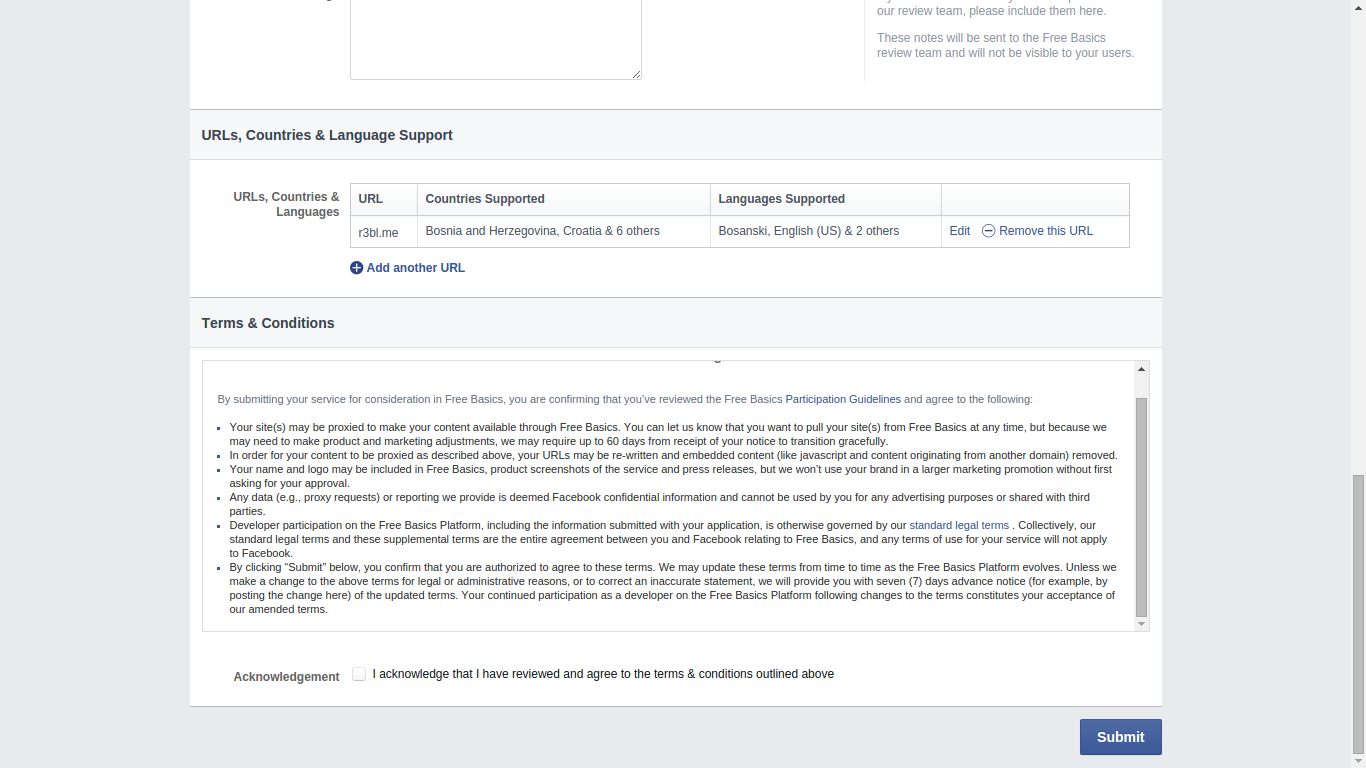 our review team, please include them here.
These notes will be sent to the Free Basics
review team and will not be visible to your users.
URLs, Countries & Language Support
URLs, Countries &
Languages
URL Countries Supported Languages Supported
r3bl.me Bosnia and Herzegovina, Croatia & 6 others Bosanski, English (US) & 2 others Edit Remove this URL
Add another URL
Terms & Conditions
By submitting your service for consideration in Free Basics, you are confirming that you’ve reviewed the Free Basics Participation Guidelines and agree to the following:
Your site(s) may be proxied to make your content available through Free Basics. You can let us know that you want to pull your site(s) from Free Basics at any time, but because we
may need to make product and marketing adjustments, we may require up to 60 days from receipt of your notice to transition gracefully.
In order for your content to be proxied as described above, your URLs may be re-written and embedded content (like javascript and content originating from another domain) removed.
Your name and logo may be included in Free Basics, product screenshots of the service and press releases, but we won’t use your brand in a larger marketing promotion without first
asking for your approval.
Any data (e.g., proxy requests) or reporting we provide is deemed Facebook confidential information and cannot be used by you for any advertising purposes or shared with third
parties.
Developer participation on the Free Basics Platform, including the information submitted with your application, is otherwise governed by our standard legal terms . Collectively, our
standard legal terms and these supplemental terms are the entire agreement between you and Facebook relating to Free Basics, and any terms of use for your service will not apply
to Facebook.
By clicking “Submit” below, you confirm that you are authorized to agree to these terms. We may update these terms from time to time as the Free Basics Platform evolves. Unless we
make a change to the above terms for legal or administrative reasons, or to correct an inaccurate statement, we will provide you with seven (7) days advance notice (for example, by
posting the change here) of the updated terms. Your continued participation as a developer on the Free Basics Platform following changes to the terms constitutes your acceptance of
our amended terms.
Acknowledgement I acknowledge that I have reviewed and agree to the terms & conditions outlined above
Submit